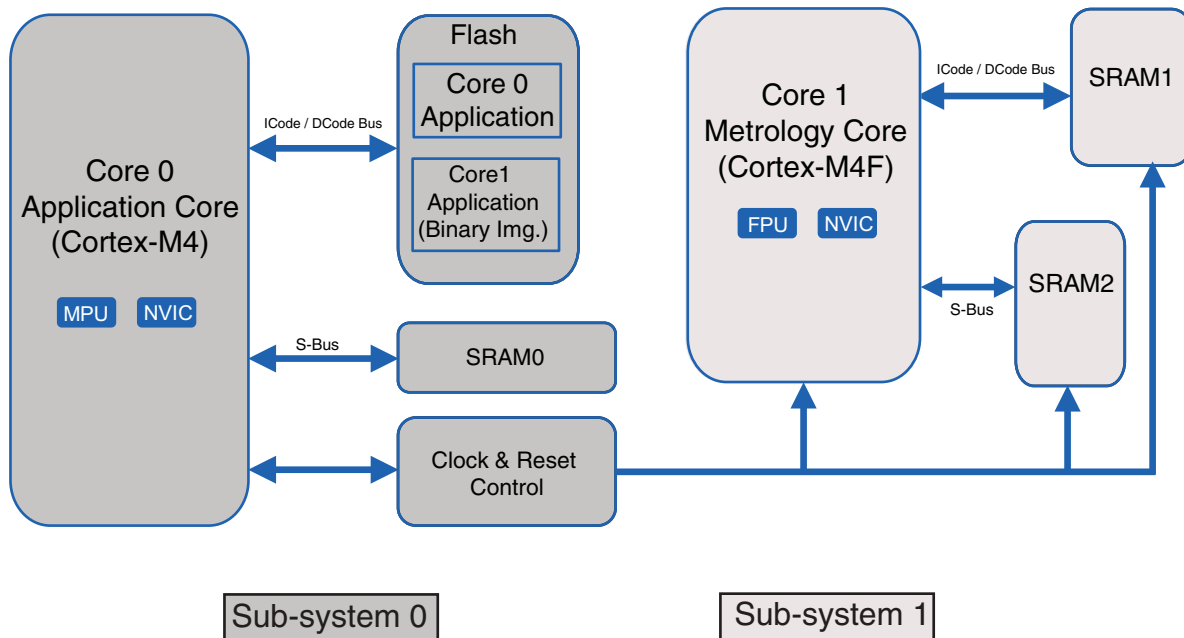 Core 0
Application Core
(Cortex-M4)
MPU
NVIC
ICode / DCode Bus
Flash
Core 0
Application
Core1
Application
(Binary Img.)
S-Bus
SRAM0
Clock & Reset
Control
Core 1
Metrology Core
(Cortex-M4F)
FPU
NVIC
ICode / DCode Bus
SRAM1
S-Bus
SRAM2
Sub-system 0
Sub-system 1